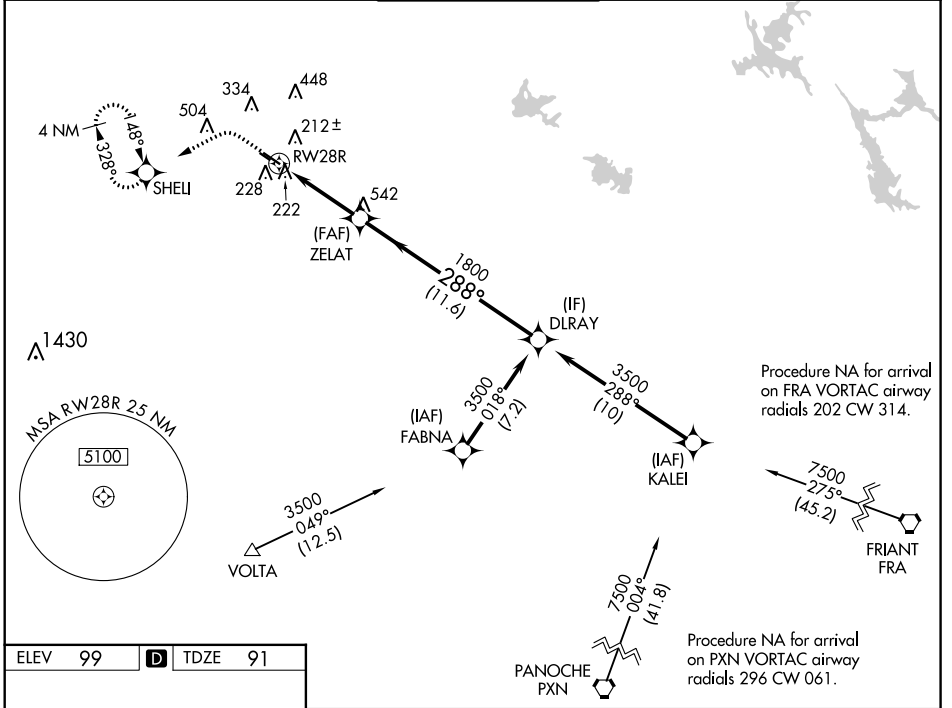 448
334
504
212±
4 NM
148°
328°
RW28R
SHELI
228
222
542
(FAF)
ZELAT
1800
288°
(11.6)
(IF)
DLRAY
1430
3500
288°
(10)
Procedure NA for arrival
on FRA VORTAC airway
radials 202 CW 314.
MSA RW28R 25 NM
5100
(IAF)
FABNA
3500
018°
(7.2)
(IAF)
KALEI
7500
275°
(45.2)
3500
049°
(12.5)
VOLTA
FRIANT
FRA
7500
004°
(41.8)
Procedure NA for arrival
on PXN VORTAC airway
radials 296 CW 061.
PANOCHE
PXN
ELEV 99 D TDZE 91